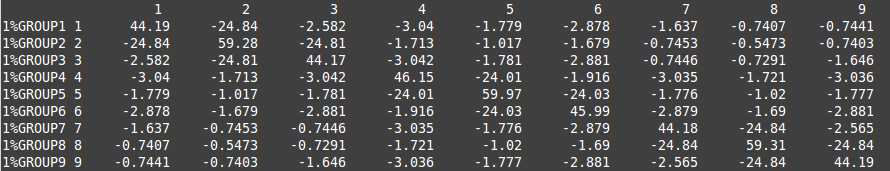 1 2 3 4 5 6 7 8 9
1%GROUP1 1 44.19 -24.84 -2.582 -3.04 -1.779 -2.878 -1.637 -0.7407 -0.7441
1%GROUP2 2 -24.84 59.28 -24.81 -1.713 -1.017 -1.679 -0.7453 -0.5473 -0.7403
1%GROUP3 3 -2.582 -24.81 44.17 -3.042 -1.781 -2.881 -0.7446 -0.7291 -1.646
1%GROUP4 4 -3.04 -1.713 -3.042 46.15 -24.01 -1.916 -3.035 -1.721 -3.036
1%GROUP5 5 -1.779 -1.017 -1.781 -24.01 59.97 -24.03 -1.776 -1.02 -1.777
1%GROUP6 6 -2.878 -1.679 -2.881 -1.916 -24.03 45.99 -2.879 -1.69 -2.881
1%GROUP7 7 -1.637 -0.7453 -0.7446 -3.035 -1.776 -2.879 44.18 -24.84 -2.565
1%GROUP8 8 -0.7407 -0.5473 -0.7291 -1.721 -1.02 -1.69 -24.84 59.31 -24.84
1%GROUP9 9 -0.7441 -0.7403 -1.646 -3.036 -1.777 -2.881 -2.565 -24.84 44.19